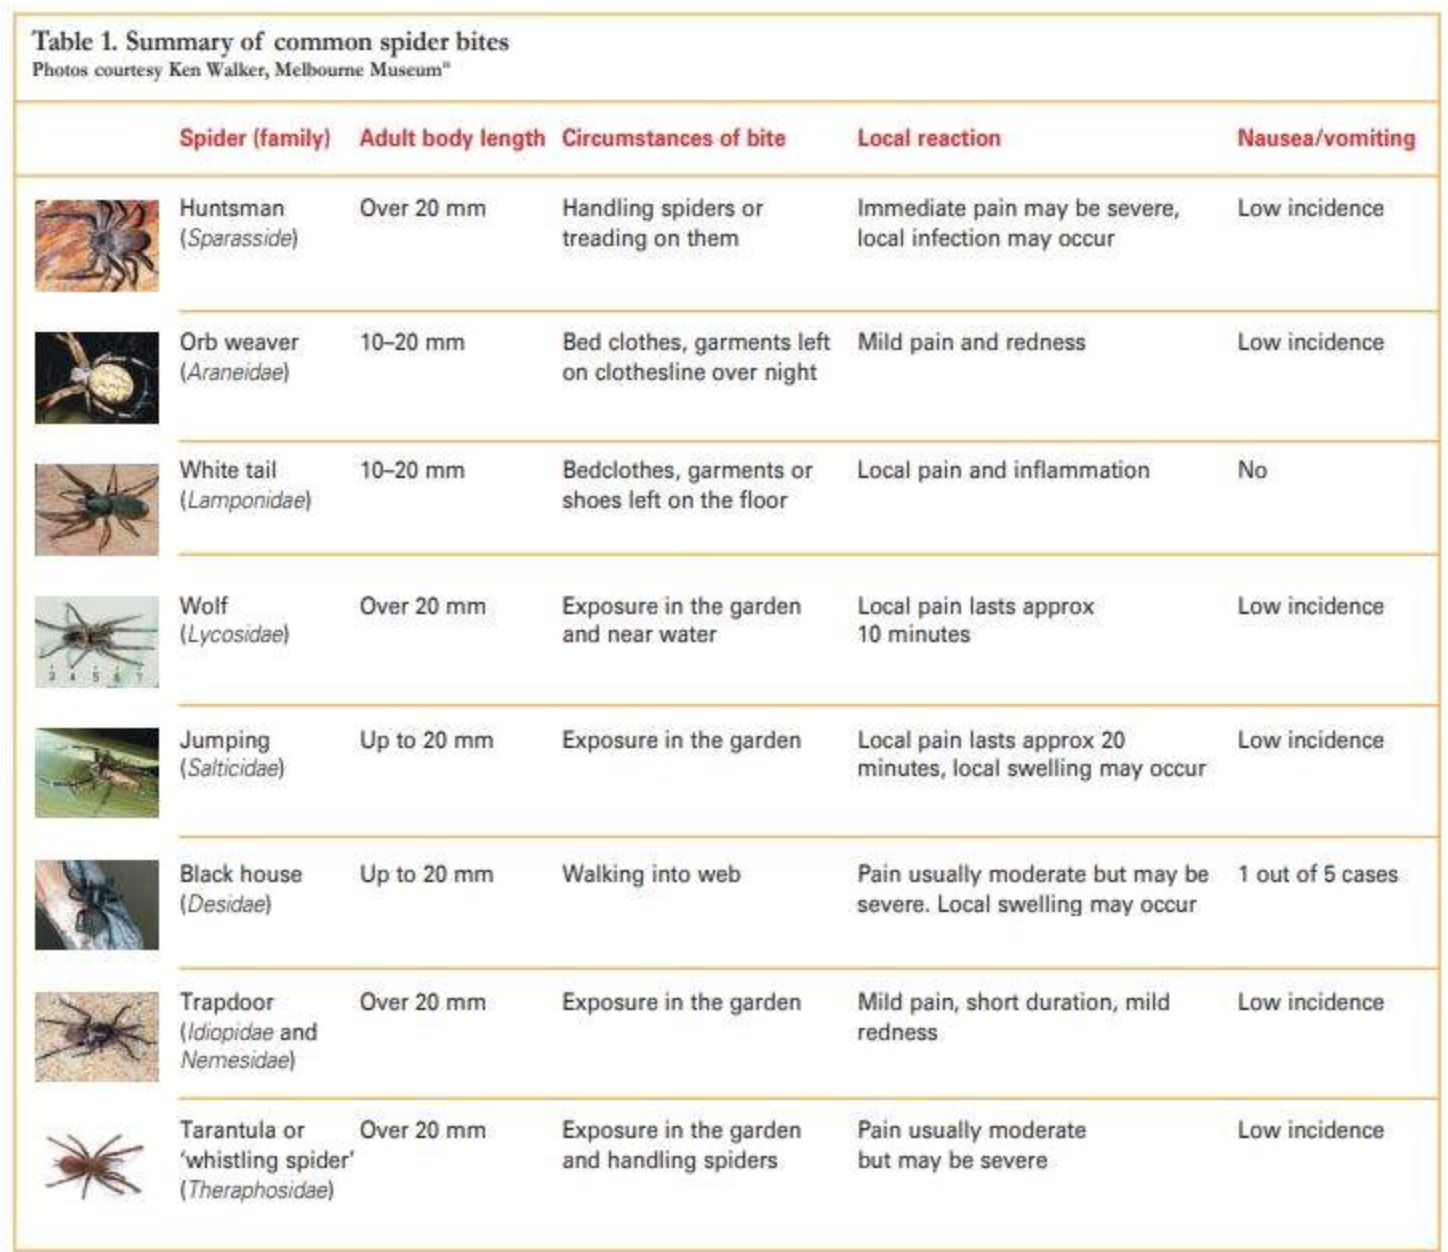 Table 1. Summary of common spider bites
Photos courtesy Ken Walker, Melbourne Museum
Spider (family) Adult body length Circumstances of bite Local reaction Nausea/vomiting
Huntsman Over 20 mm Handling spiders or Immediate pain may be severe, Low incidence
(Sparasside) treading on them local infection may occur
Orb weaver 10–20 mm Bed clothes, garments left Mild pain and redness Low incidence
(Araneidae) on clothesline over night
White tail 10–20 mm Bedclothes, garments or Local pain and inflammation No
(Lamponidae) shoes left on the floor
Wolf Over 20 mm Exposure in the garden Local pain lasts approx Low incidence
(Lycosidae) and near water 10 minutes
3 4 5 6 7
Jumping Up to 20 mm Exposure in the garden Local pain lasts approx 20 Low incidence
(Salticidae) minutes, local swelling may occur
Black house Up to 20 mm Walking into web Pain usually moderate but may be 1 out of 5 cases
(Desidae) severe. Local swelling may occur
Trapdoor Over 20 mm Exposure in the garden Mild pain, short duration, mild Low incidence
(Idiopidae and redness
Nemesidae)
Tarantula or Over 20 mm Exposure in the garden Pain usually moderate Low incidence
'whistling spider' and handling spiders but may be severe
(Theraphosidae)